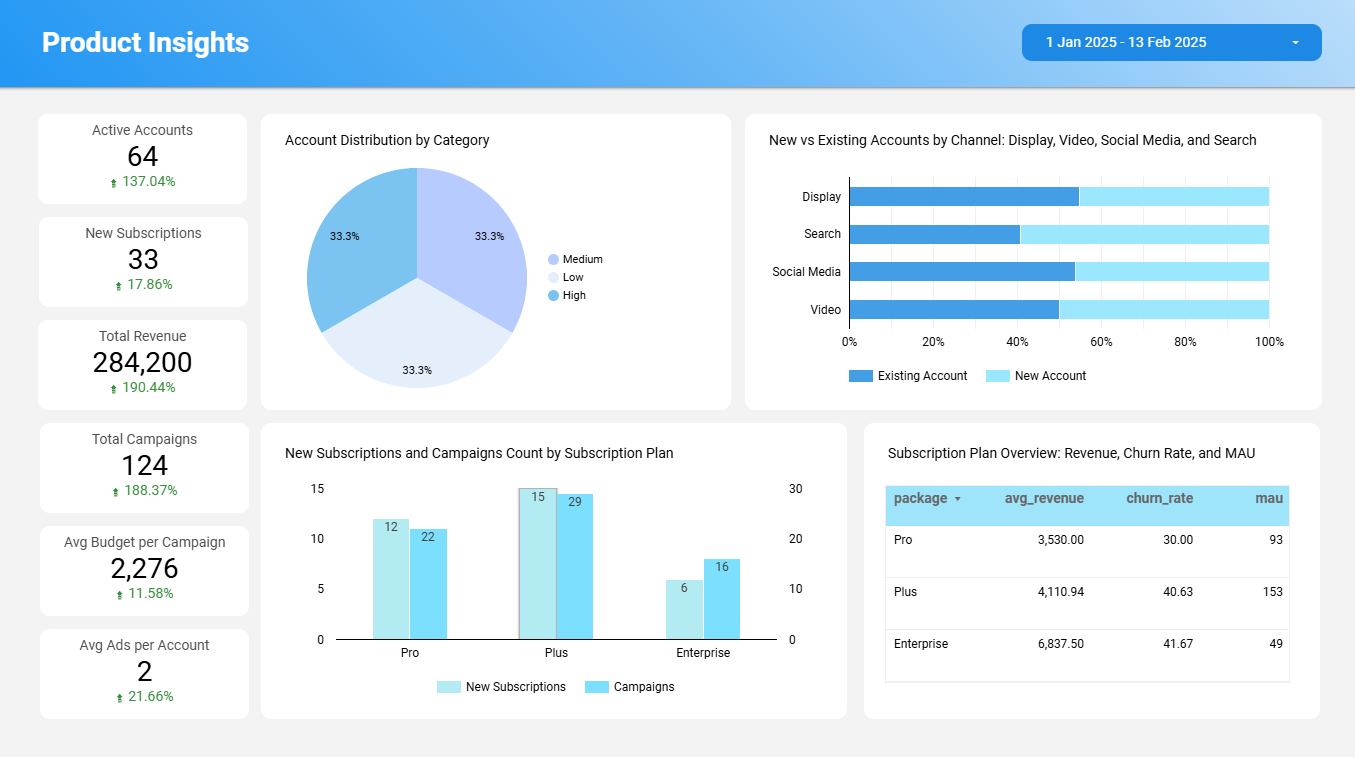 Product Insights
1 Jan 2025 - 13 Feb 2025
Active Accounts
64
137.04%
New Subscriptions
33
17.86%
Total Revenue
284,200
190.44%
Total Campaigns
124
188.37%
Avg Budget per Campaign
2,276
11.58%
Avg Ads per Account
2
21.66%
Account Distribution by Category
33.3%
33.3%
33.3%
Medium
Low
High
New vs Existing Accounts by Channel: Display, Video, Social Media, and Search
Display
Search
Social Media
Video
0% 20% 40% 60% 80% 100%
Existing Account New Account
New Subscriptions and Campaigns Count by Subscription Plan
15
10
5
0
12 22
15 29
6 16
30
20
10
0
Pro Plus Enterprise
New Subscriptions Campaigns
Subscription Plan Overview: Revenue, Churn Rate, and MAU
package avg_revenue churn_rate mau
Pro 3,530.00 30.00 93
Plus 4,110.94 40.63 153
Enterprise 6,837.50 41.67 49